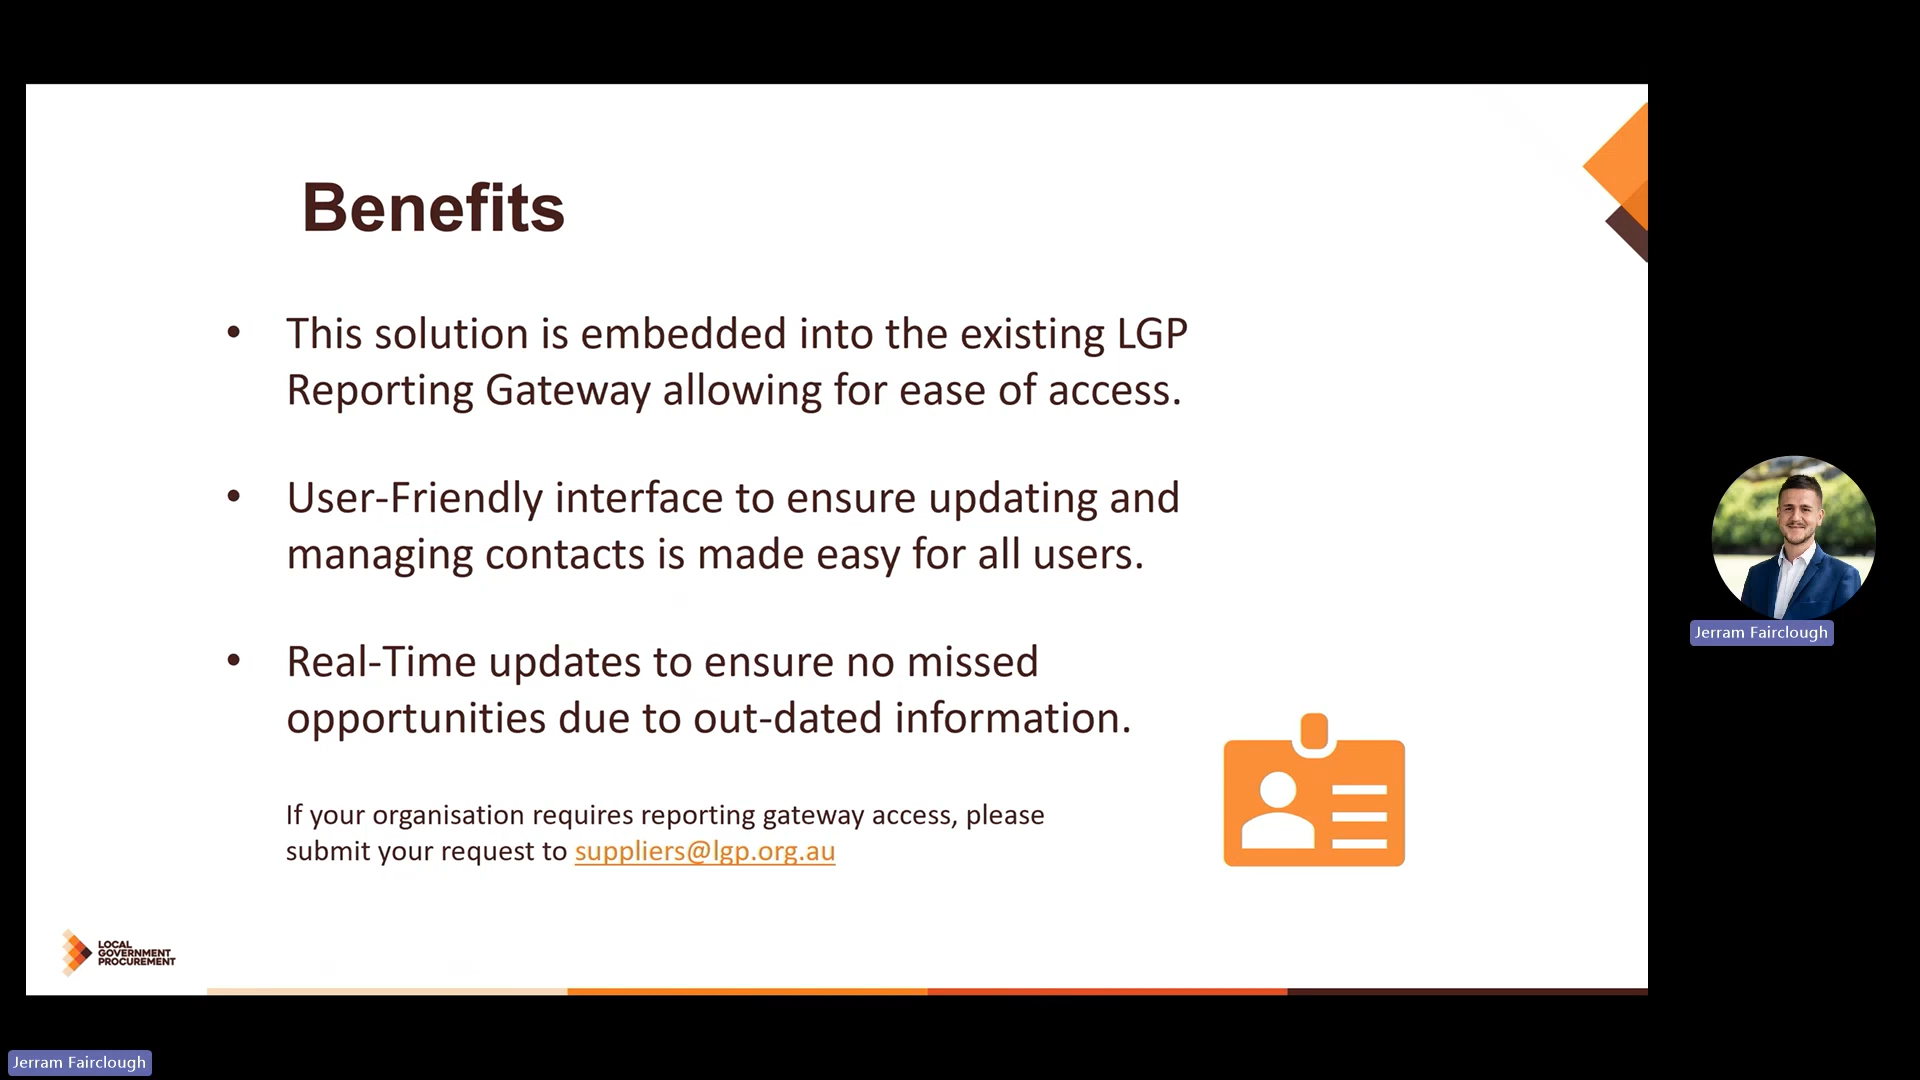 Benefits
• This solution is embedded into the existing LGP
Reporting Gateway allowing for ease of access.
• User-Friendly interface to ensure updating and
managing contacts is made easy for all users.
• Real-Time updates to ensure no missed
opportunities due to out-dated information.
If your organisation requires reporting gateway access, please
submit your request to suppliers@lgp.org.au
LOCAL
GOVERNMENT
PROCUREMENT
Jerram Fairclough
Jerram Fairclough